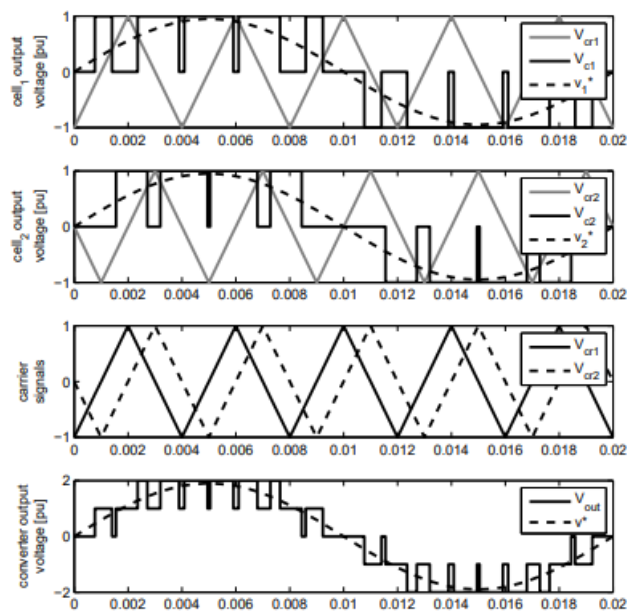 cell1 output
voltage [pu]
1
0
-1
0 0.002 0.004 0.006 0.008 0.01 0.012 0.014 0.016 0.018 0.02
Vcr1
Vc1
v1*
cell2 output
voltage [pu]
1
0
-1
0 0.002 0.004 0.006 0.008 0.01 0.012 0.014 0.016 0.018 0.02
Vcr2
Vc2
v2*
carrier
signals
1
0
-1
0 0.002 0.004 0.006 0.008 0.01 0.012 0.014 0.016 0.018 0.02
Vcr1
Vcr2
converter output
voltage [pu]
2
0
-2
0 0.002 0.004 0.006 0.008 0.01 0.012 0.014 0.016 0.018 0.02
Vout
v*